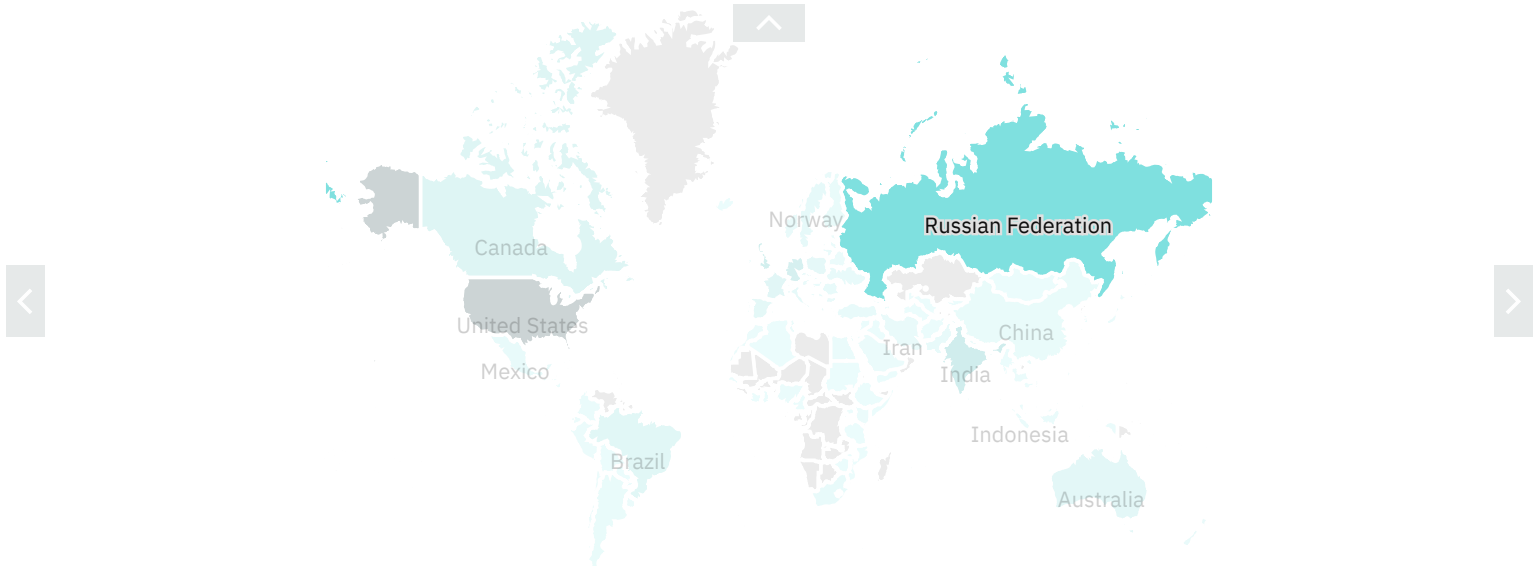 Norway
Russian Federation
Canada
United States
China
Iran
Mexico
India
Indonesia
Brazil
Australia